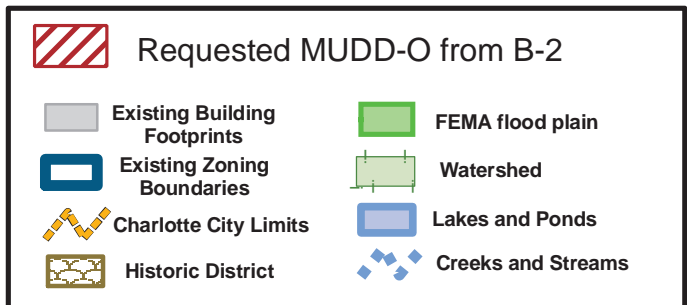 Requested MUDD-O from B-2
Existing Building
Footprints
Existing Zoning
Boundaries
Charlotte City Limits
Historic District
FEMA flood plain
Watershed
Lakes and Ponds
Creeks and Streams